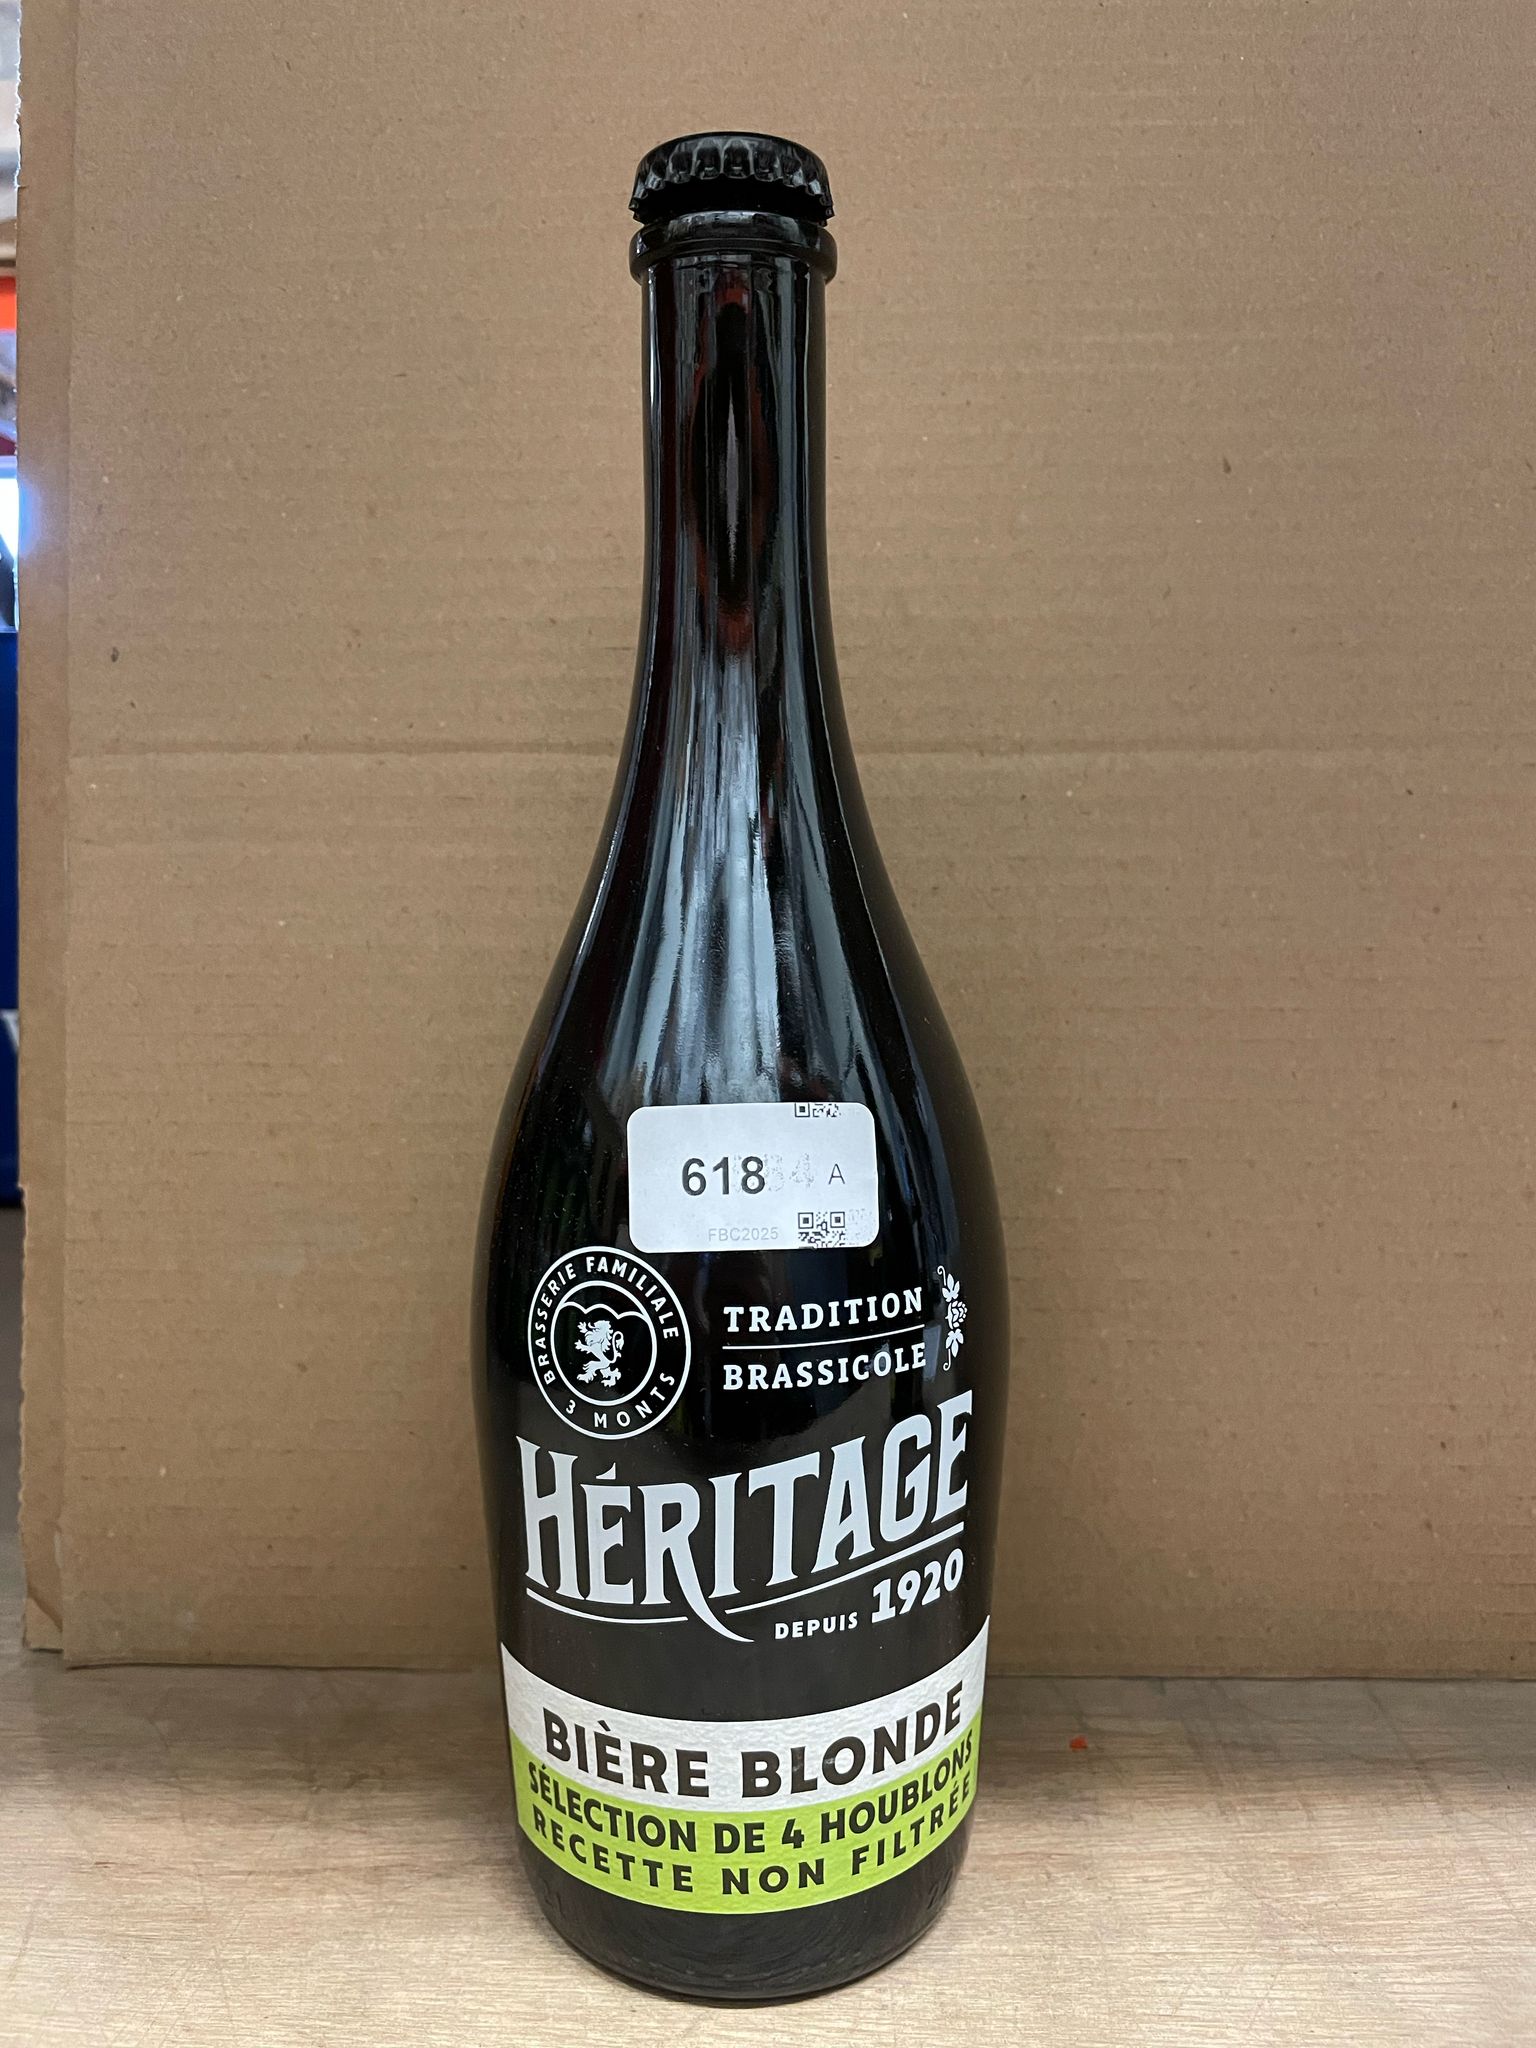 618 A
FBC2025
BRASSERIE FAMILIALE
3 MONTS
TRADITION
BRASSICOLE
HÉRITAGE
DEPUIS 1920
BIÈRE BLONDE
SÉLECTION DE 4 HOUBLONS
RECETTE NON FILTRÉE